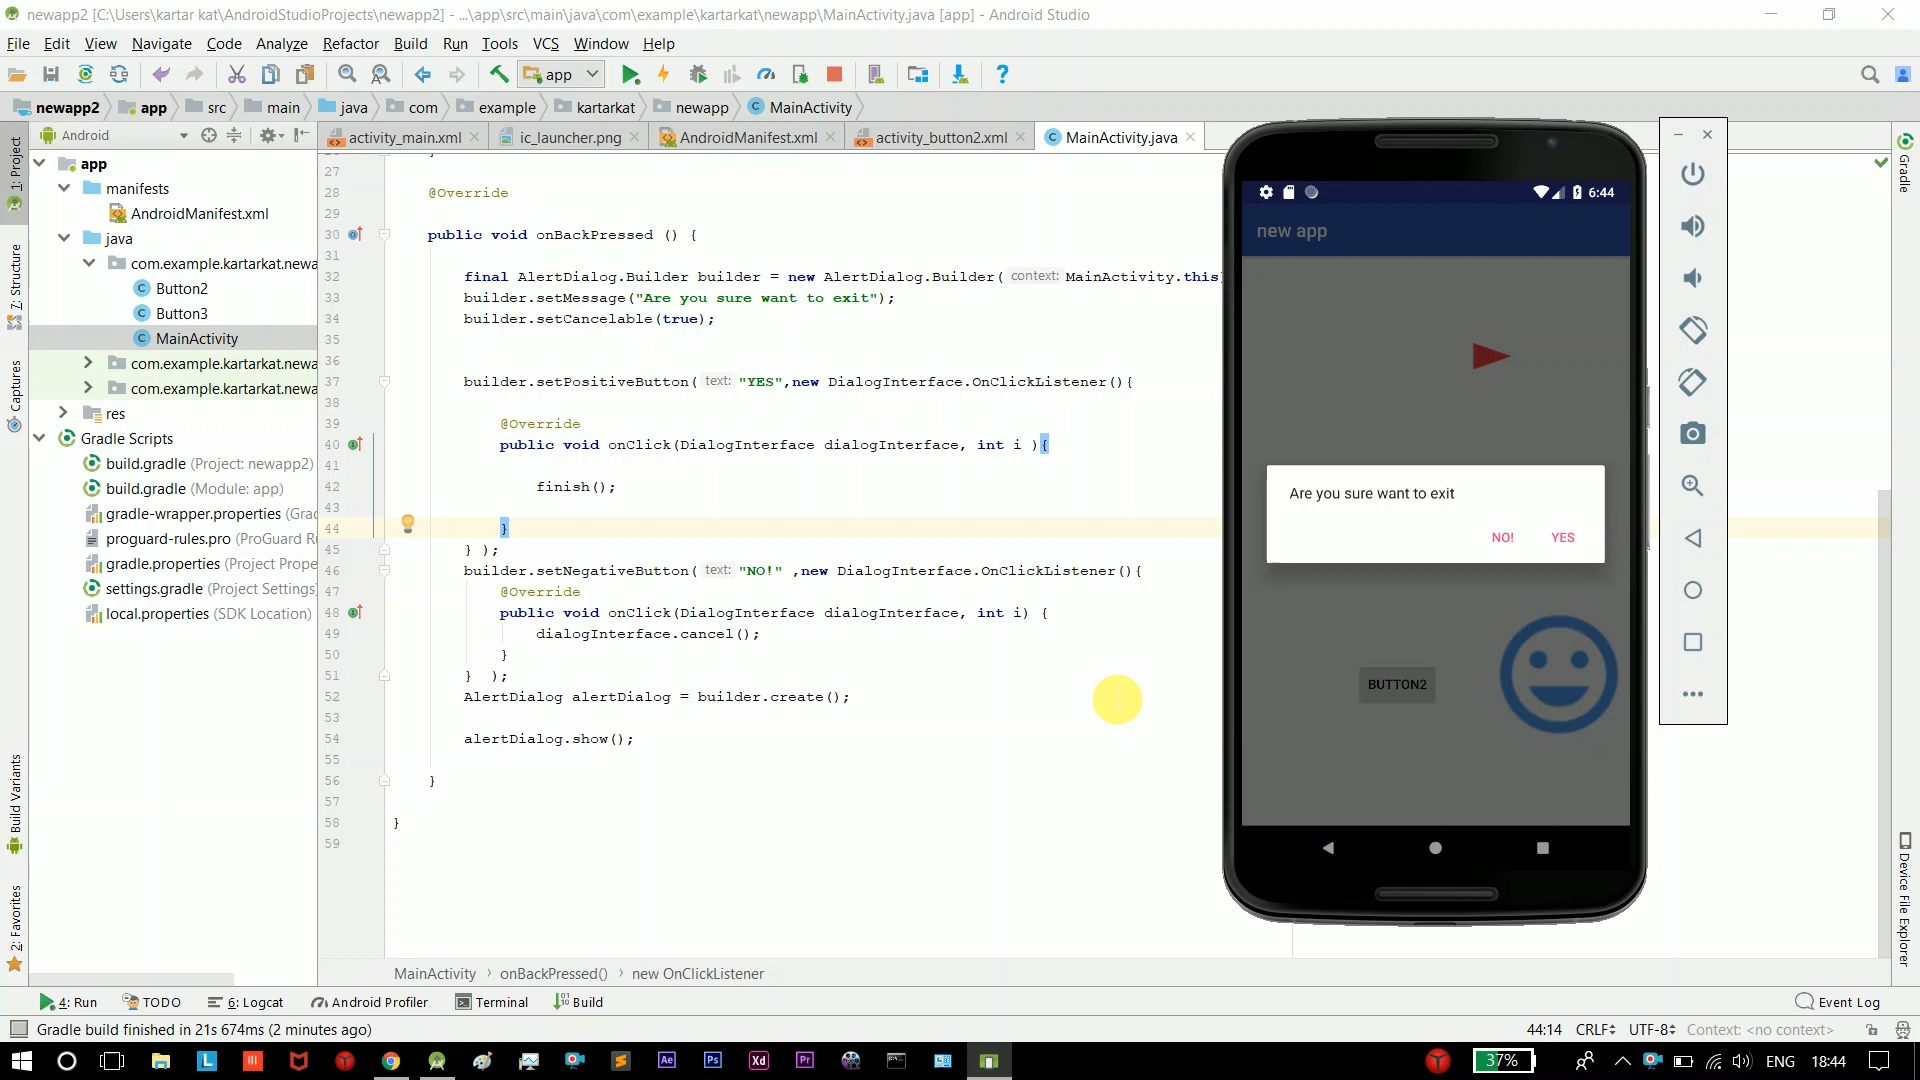 newapp2 [C:\Users\kartar kat\AndroidStudioProjects\newapp2] - ...\app\src\main\java\com\example\kartarkat\newapp\MainActivity.java [app] - Android Studio
File Edit View Navigate Code Analyze Refactor Build Run Tools VCS Window Help
app
newapp2 app src main java com example kartarkat newapp MainActivity
Android
activity_main.xml ic_launcher.png AndroidManifest.xml activity_button2.xml MainActivity.java
1: Project
Z: Structure
Captures
Build Variants
2: Favorites
app
manifests
AndroidManifest.xml
java
com.example.kartarkat.newa
Button2
Button3
MainActivity
com.example.kartarkat.newa
com.example.kartarkat.newa
res
Gradle Scripts
build.gradle (Project: newapp2)
build.gradle (Module: app)
gradle-wrapper.properties (Grac
proguard-rules.pro (ProGuard Ru
gradle.properties (Project Prope
settings.gradle (Project Settings)
local.properties (SDK Location)
27
28 @Override
29
30 public void onBackPressed () {
31
32 final AlertDialog.Builder builder = new AlertDialog.Builder( context: MainActivity.this)
33 builder.setMessage("Are you sure want to exit");
34 builder.setCancelable(true);
35
36
37 builder.setPositiveButton( text: "YES",new DialogInterface.OnClickListener(){
38
39 @Override
40 public void onClick(DialogInterface dialogInterface, int i ){
41
42 finish();
43
44 }
45 } );
46 builder.setNegativeButton( text: "NO!" ,new DialogInterface.OnClickListener(){
47 @Override
48 public void onClick(DialogInterface dialogInterface, int i) {
49 dialogInterface.cancel();
50 }
51 } );
52 AlertDialog alertDialog = builder.create();
53
54 alertDialog.show();
55
56 }
57
58 }
59
6:44
new app
Are you sure want to exit
NO! YES
BUTTON2
Gradle
Device File Explorer
MainActivity › onBackPressed() › new OnClickListener
4: Run TODO 6: Logcat Android Profiler Terminal Build Event Log
Gradle build finished in 21s 674ms (2 minutes ago) 44:14 CRLF UTF-8 Context: <no context>
L Ae Ps Xd Pr 37% ENG 18:44